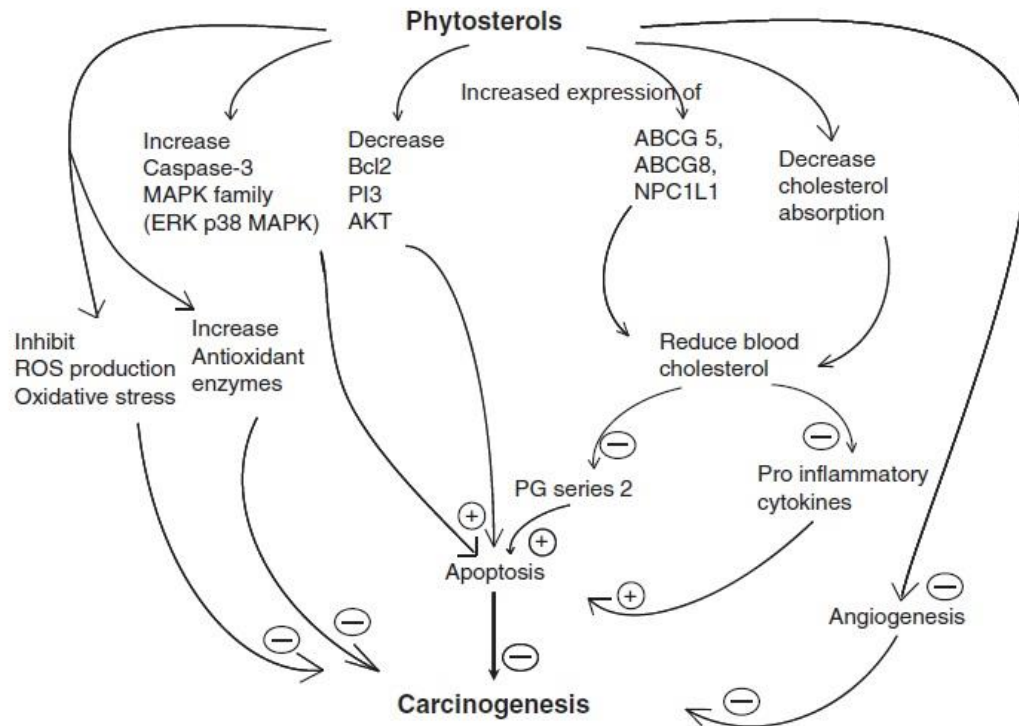 Phytosterols
Increased expression of
Increase
Caspase-3
MAPK family
(ERK p38 MAPK)
Decrease
Bcl2
PI3
AKT
ABCG 5,
ABCG8,
NPC1L1
Decrease
cholesterol
absorption
Inhibit
ROS production
Oxidative stress
Increase
Antioxidant
enzymes
Reduce blood
cholesterol
−
−
PG series 2
Pro inflammatory
cytokines
+
+
Apoptosis
+
−
Angiogenesis
−
−
−
−
Carcinogenesis